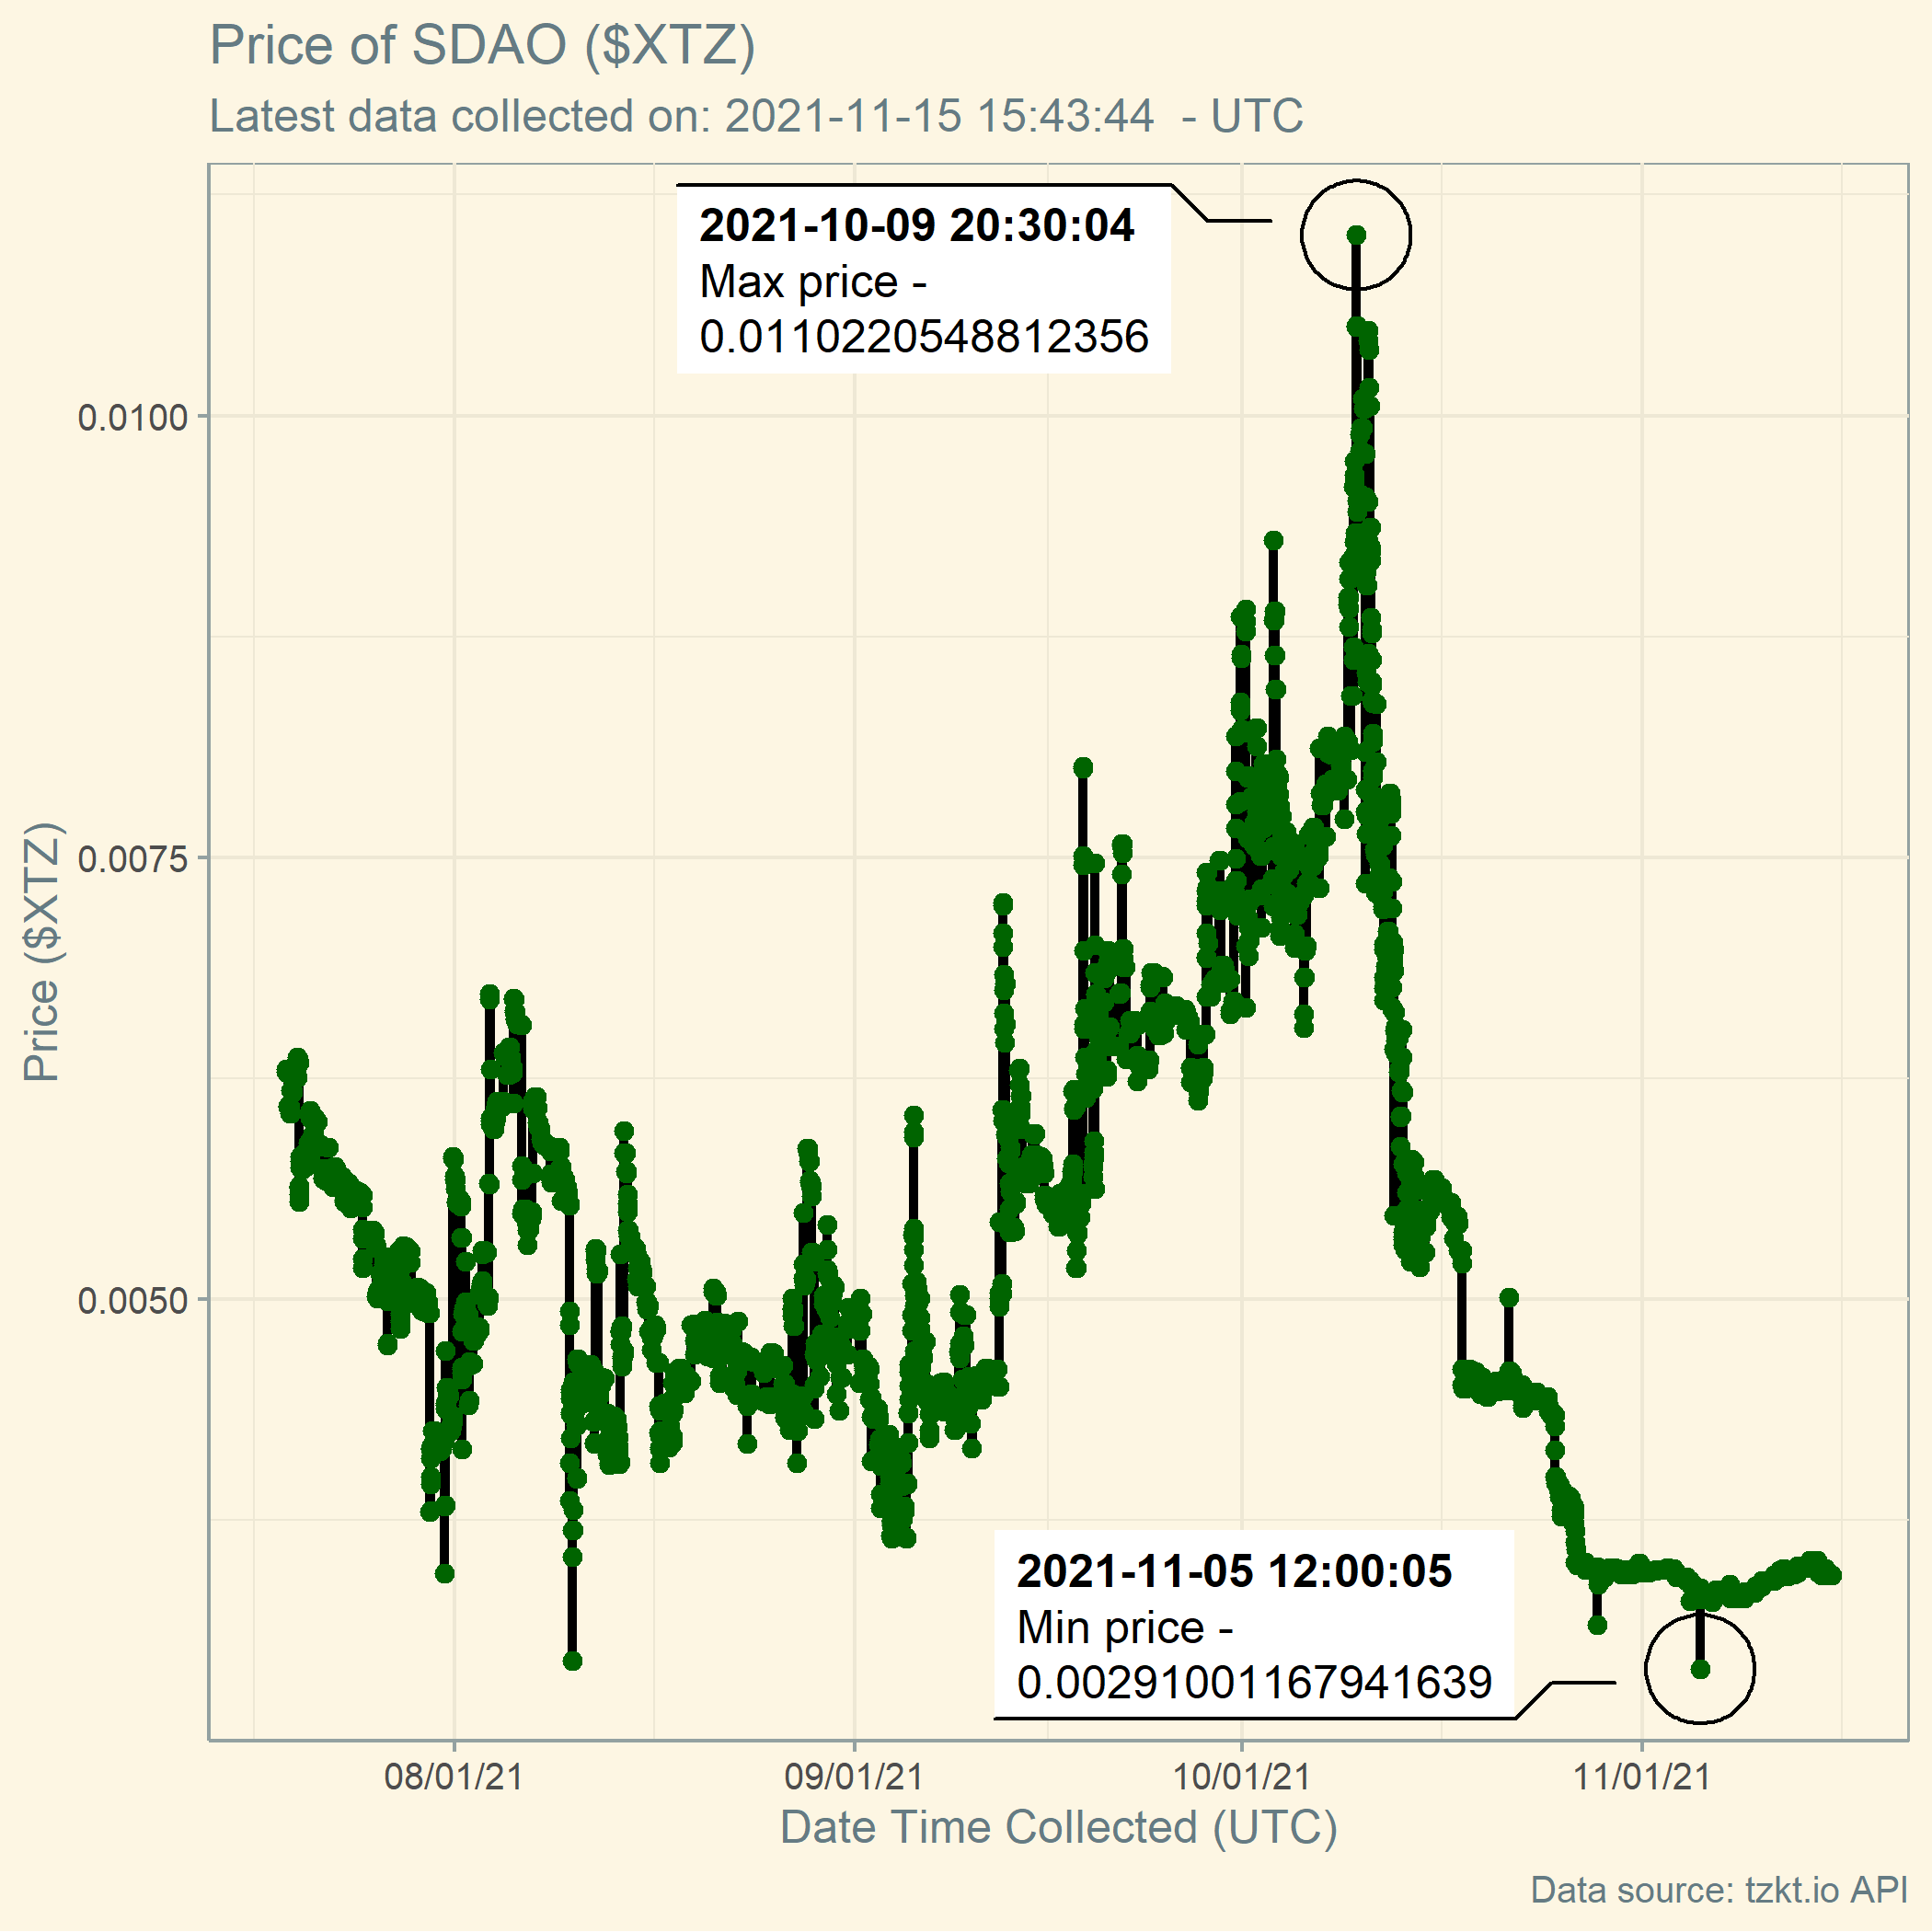 Price of SDAO ($XTZ)
Latest data collected on: 2021-11-15 15:43:44  - UTC
2021-10-09 20:30:04
Max price -
0.0110220548812356
0.0100
0.0075
0.0050
Price ($XTZ)
2021-11-05 12:00:05
Min price -
0.00291001167941639
08/01/21
09/01/21
10/01/21
11/01/21
Date Time Collected (UTC)
Data source: tzkt.io API